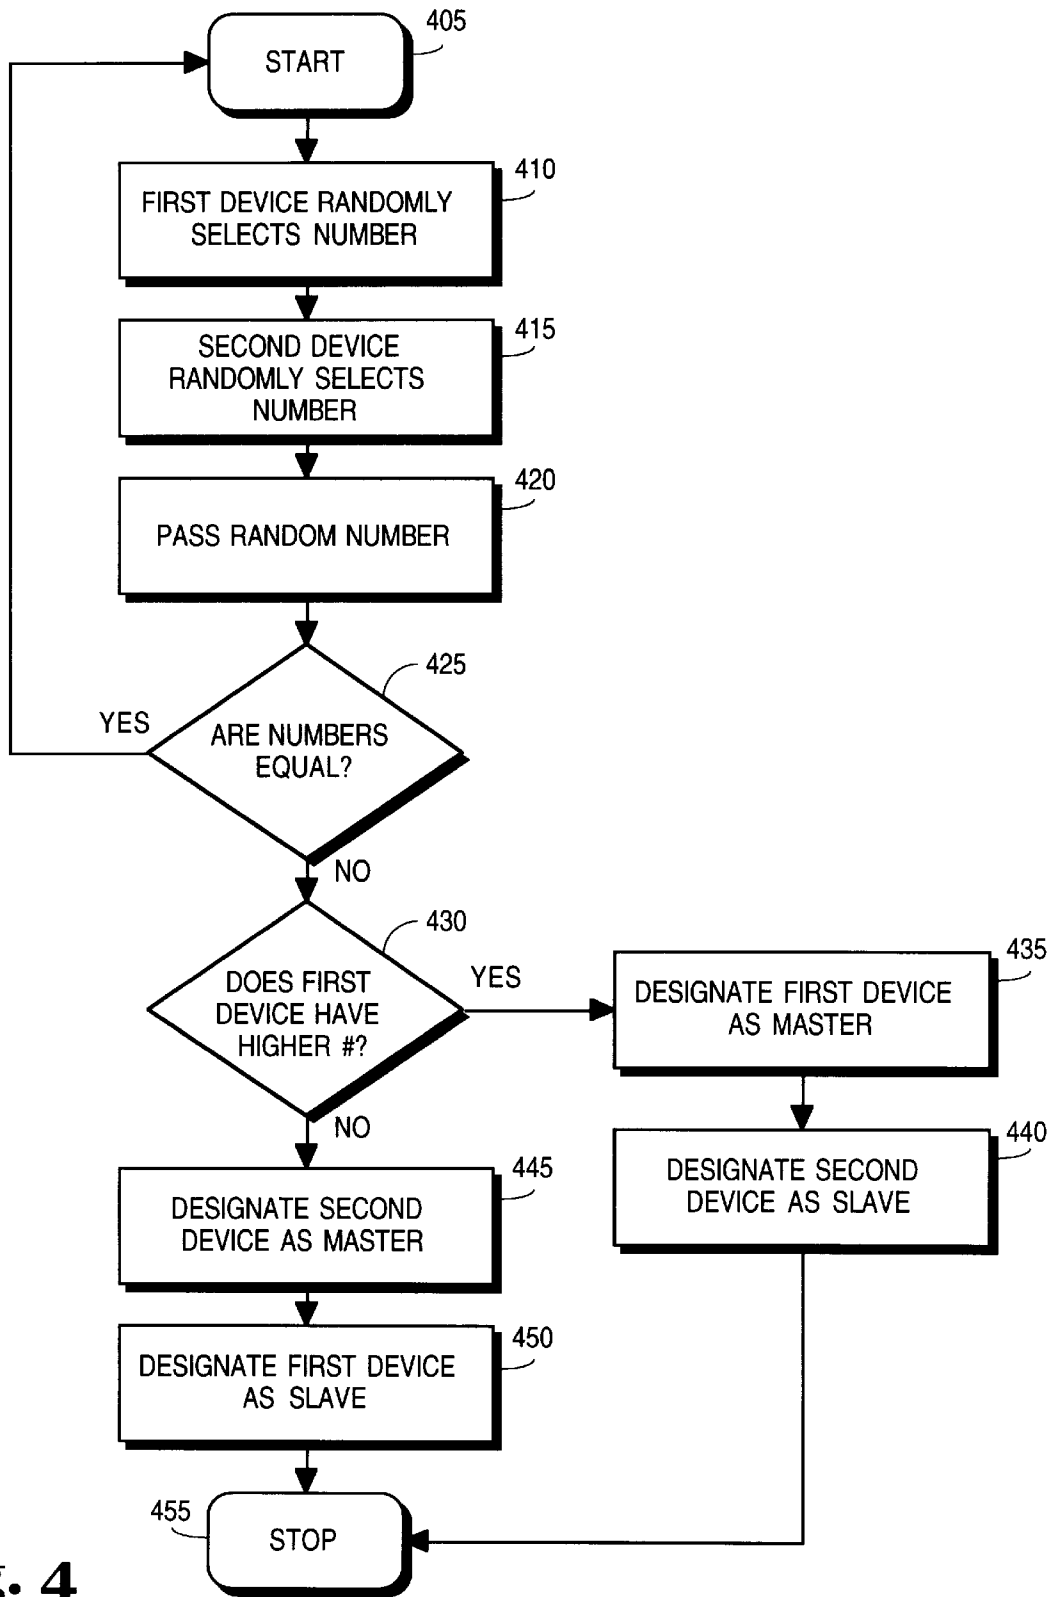 405
START
410
FIRST DEVICE RANDOMLY
SELECTS NUMBER
415
SECOND DEVICE
RANDOMLY SELECTS
NUMBER
420
PASS RANDOM NUMBER
425
YES
ARE NUMBERS
EQUAL?
NO
430
DOES FIRST
DEVICE HAVE
HIGHER #?
YES
435
DESIGNATE FIRST DEVICE
AS MASTER
NO
440
DESIGNATE SECOND
DEVICE AS SLAVE
445
DESIGNATE SECOND
DEVICE AS MASTER
450
DESIGNATE FIRST DEVICE
AS SLAVE
455
STOP
g. 4